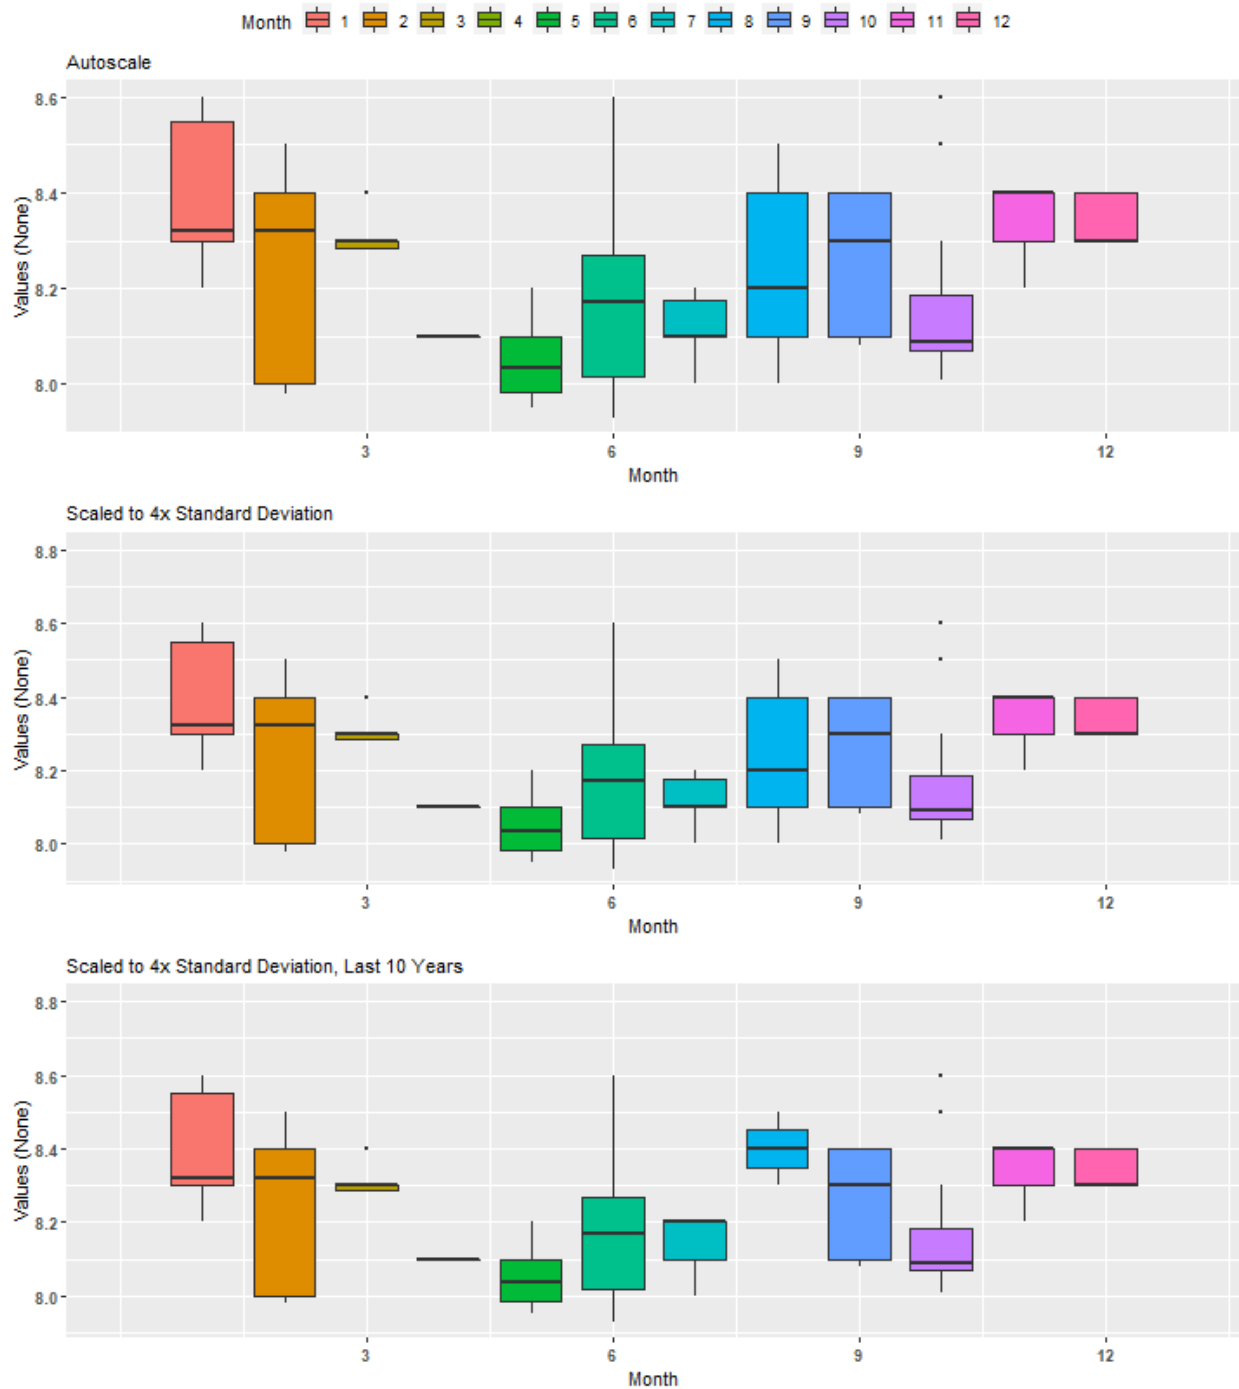 Month 1 2 3 4 5 6 7 8 9 10 11 12
Autoscale
Values (None)
8.6
8.4
8.2
8.0
3 6 9 12
Month
Scaled to 4x Standard Deviation
Values (None)
8.8
8.6
8.4
8.2
8.0
3 6 9 12
Month
Scaled to 4x Standard Deviation, Last 10 Years
Values (None)
8.8
8.6
8.4
8.2
8.0
3 6 9 12
Month